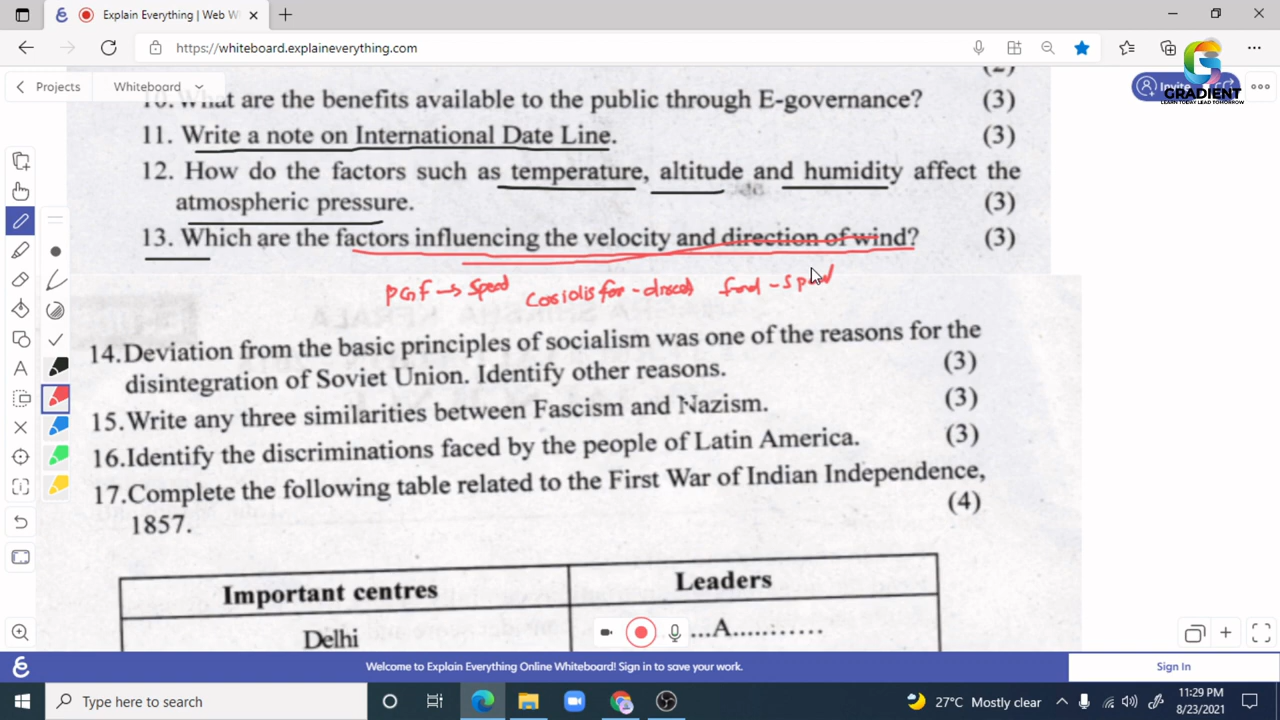 Explain Everything | Web W
https://whiteboard.explaineverything.com
Projects
Whiteboard
Invite
GRADIENT
LEARN TODAY LEAD TOMORROW
10. What are the benefits available to the public through E-governance? (3)
11. Write a note on International Date Line. (3)
12. How do the factors such as temperature, altitude and humidity affect the
atmospheric pressure. (3)
13. Which are the factors influencing the velocity and direction of wind? (3)
PGF → Speed
14.Deviation from the basic principles of socialism was one of the reasons for the
disintegration of Soviet Union. Identify other reasons. (3)
15.Write any three similarities between Fascism and Nazism. (3)
16.Identify the discriminations faced by the people of Latin America. (3)
17.Complete the following table related to the First War of Indian Independence,
1857. (4)
Important centres Leaders
Delhi ...A..........
Welcome to Explain Everything Online Whiteboard! Sign in to save your work.
Sign In
Type here to search
27°C Mostly clear
11:29 PM
8/23/2021